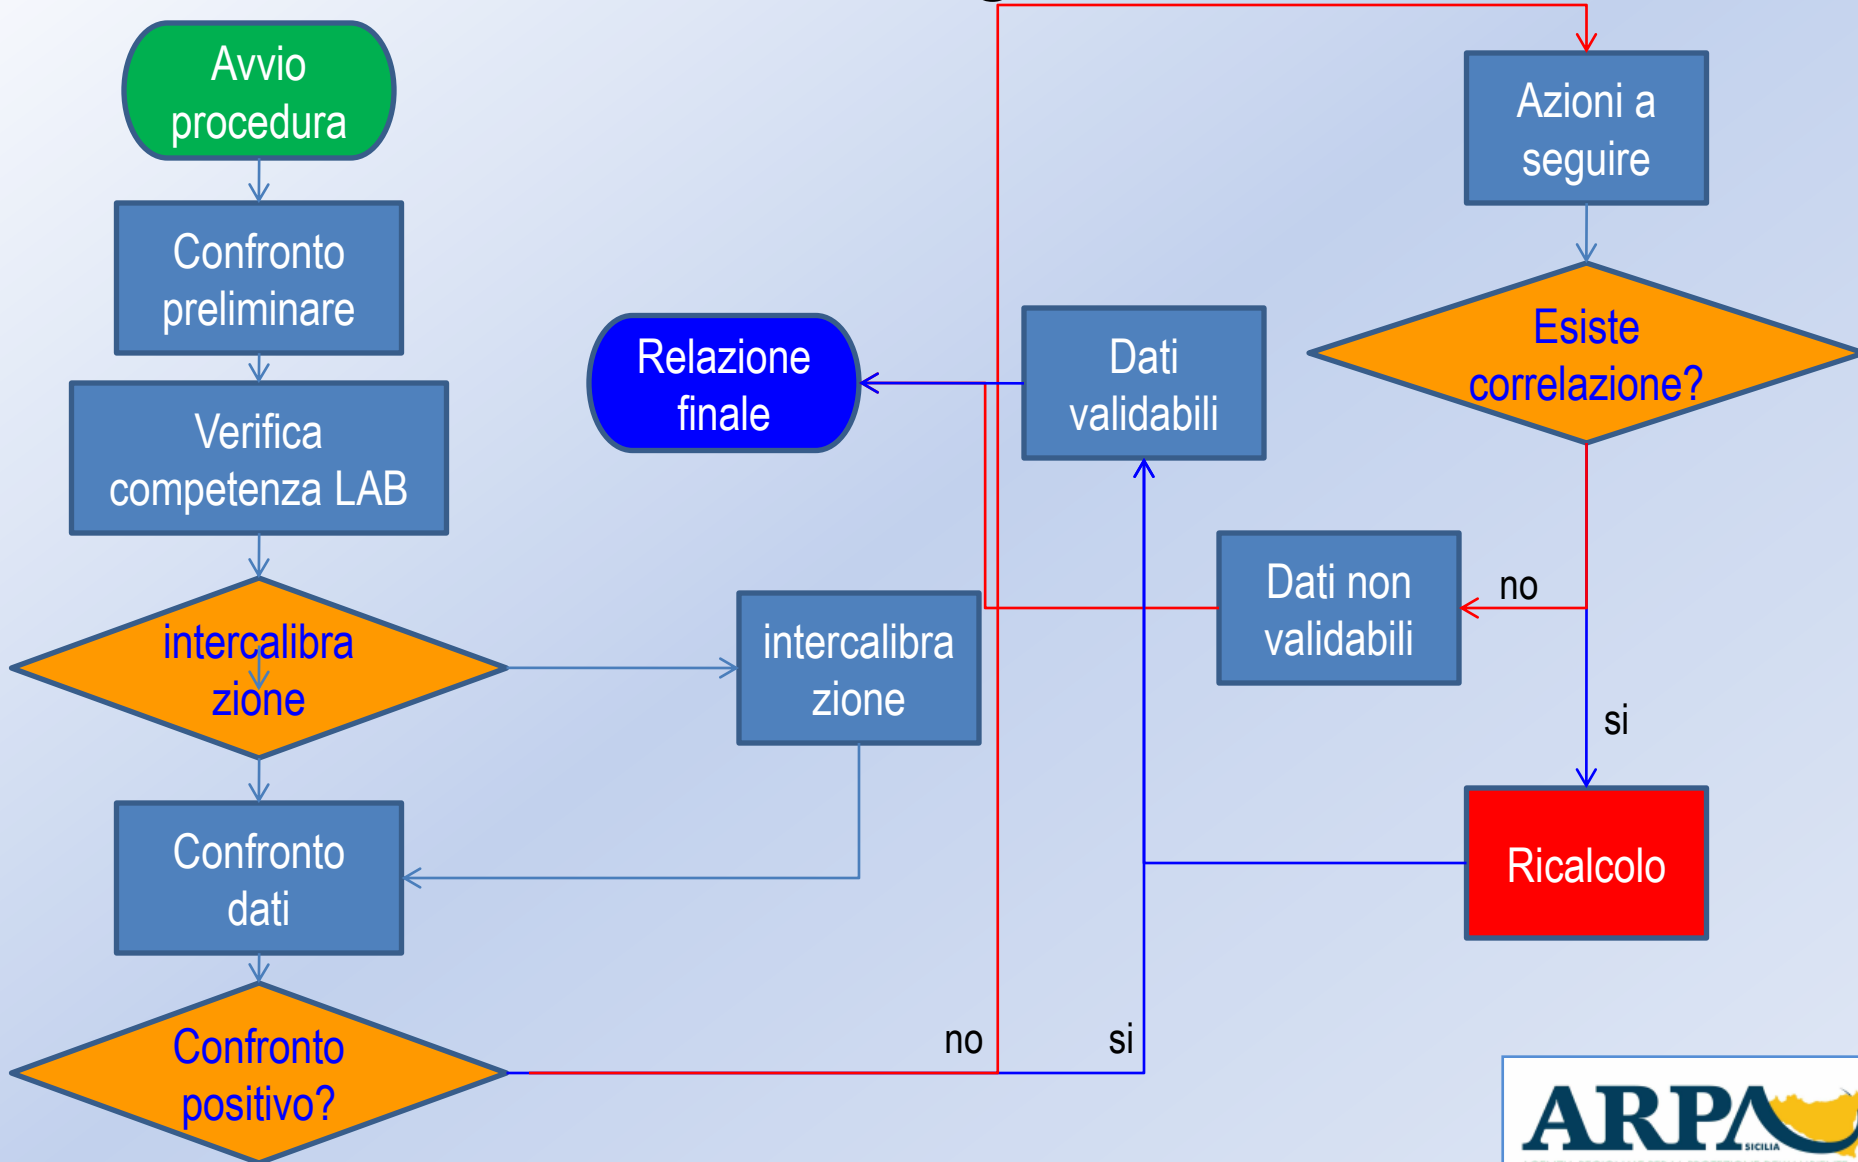 Avvio
procedura
Confronto
preliminare
Verifica
competenza LAB
intercalibra
zione
intercalibra
zione
Confronto
dati
Confronto
positivo?
no
si
Relazione
finale
Dati
validabili
Azioni a
seguire
Esiste
correlazione?
Dati non
validabili
no
si
Ricalcolo
ARPA
SICILIA